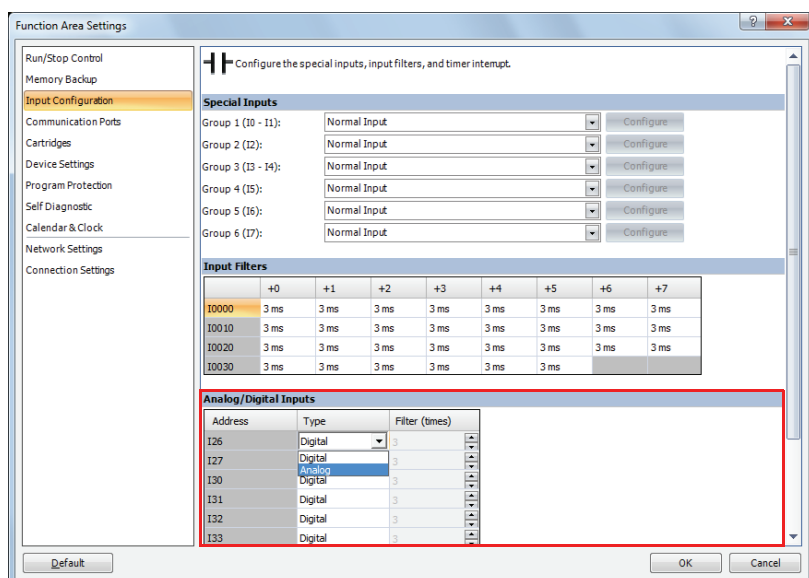 Function Area Settings
Run/Stop Control
Memory Backup
Input Configuration
Communication Ports
Cartridges
Device Settings
Program Protection
Self Diagnostic
Calendar & Clock
Network Settings
Connection Settings
Configure the special inputs, input filters, and timer interrupt.
Special Inputs
Group 1 (I0 - I1): Normal Input Configure
Group 2 (I2): Normal Input Configure
Group 3 (I3 - I4): Normal Input Configure
Group 4 (I5): Normal Input Configure
Group 5 (I6): Normal Input Configure
Group 6 (I7): Normal Input Configure
Input Filters
+0 +1 +2 +3 +4 +5 +6 +7
I0000 3 ms 3 ms 3 ms 3 ms 3 ms 3 ms 3 ms 3 ms
I0010 3 ms 3 ms 3 ms 3 ms 3 ms 3 ms 3 ms 3 ms
I0020 3 ms 3 ms 3 ms 3 ms 3 ms 3 ms 3 ms 3 ms
I0030 3 ms 3 ms 3 ms 3 ms 3 ms 3 ms
Analog/Digital Inputs
Address Type Filter (times)
I26 Digital 3
I27 Digital 3
Analog
I30 Digital 3
I31 Digital 3
I32 Digital 3
I33 Digital 3
Default OK Cancel